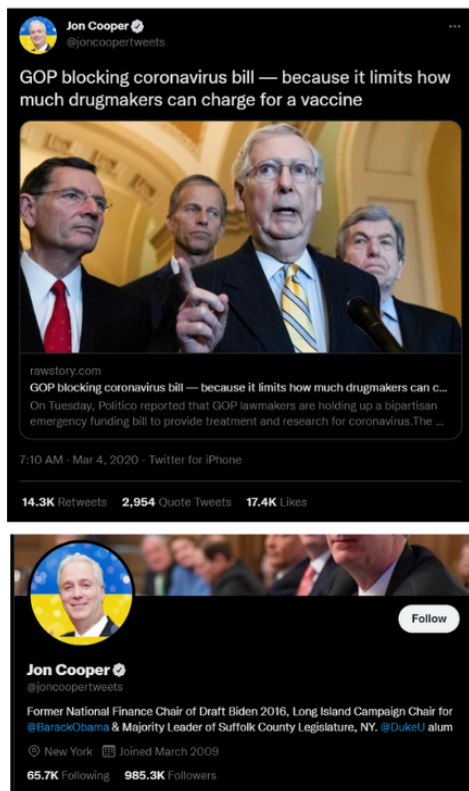 Jon Cooper
@joncoopertweets
GOP blocking coronavirus bill — because it limits how
much drugmakers can charge for a vaccine
rawstory.com
GOP blocking coronavirus bill — because it limits how much drugmakers can c...
On Tuesday, Politico reported that GOP lawmakers are holding up a bipartisan
emergency funding bill to provide treatment and research for coronavirus.The ...
7:10 AM · Mar 4, 2020 · Twitter for iPhone
14.3K Retweets 2,954 Quote Tweets 17.4K Likes
Follow
Jon Cooper
@joncoopertweets
Former National Finance Chair of Draft Biden 2016, Long Island Campaign Chair for
@BarackObama & Majority Leader of Suffolk County Legislature, NY. @DukeU alum
New York Joined March 2009
65.7K Following 985.3K Followers